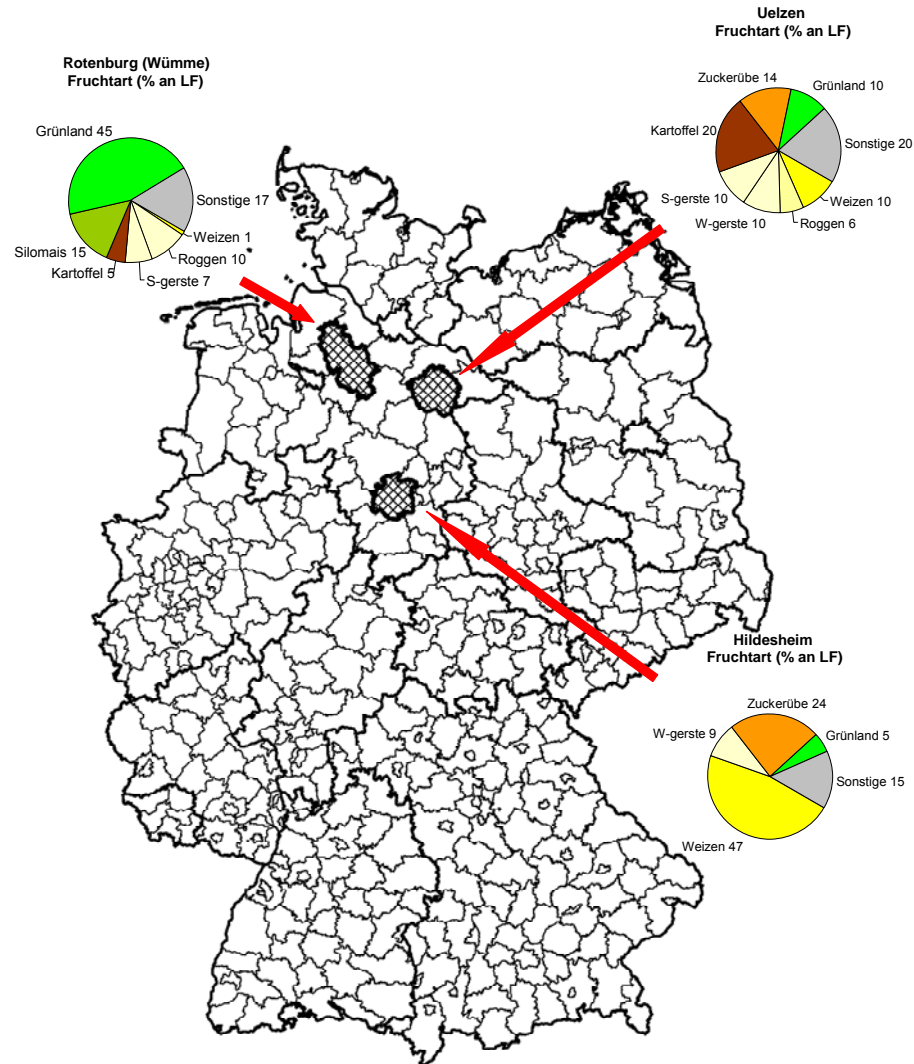 Uelzen
Fruchtart (% an LF)
Zuckerübe 14
Grünland 10
Kartoffel 20
Sonstige 20
S-gerste 10
Weizen 10
W-gerste 10
Roggen 6
Rotenburg (Wümme)
Fruchtart (% an LF)
Grünland 45
Sonstige 17
Weizen 1
Silomais 15
Roggen 10*
Kartoffel 5
S-gerste 7
Hildesheim
Fruchtart (% an LF)
Zuckerübe 24
W-gerste 9
Grünland 5
Sonstige 15
Weizen 47